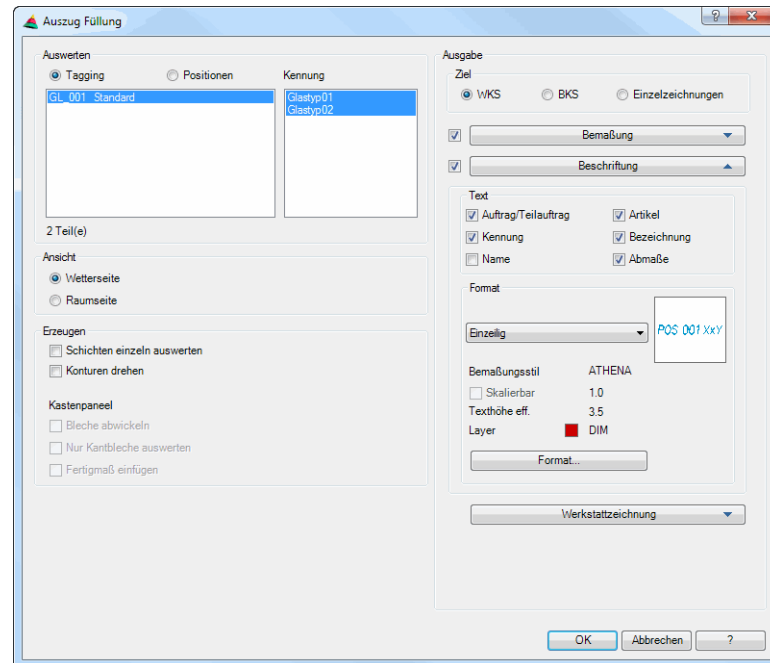 Auszug Füllung
Auswerten
Tagging Positionen Kennung
GL_001 Standard
Glastyp01
Glastyp02
2 Teil(e)
Ansicht
Wetterseite
Raumseite
Erzeugen
Schichten einzeln auswerten
Konturen drehen
Kastenpaneel
Bleche abwickeln
Nur Kantbleche auswerten
Fertigmaß einfügen
Ausgabe
Ziel
WKS BKS Einzelzeichnungen
Bemaßung
Beschriftung
Text
Auftrag/Teilauftrag Artikel
Kennung Bezeichnung
Name Abmaße
Format
Einzeilig
POS 001 XxY
Bemaßungsstil ATHENA
Skalierbar 1.0
Texthöhe eff. 3.5
Layer DIM
Format...
Werkstattzeichnung
OK Abbrechen ?